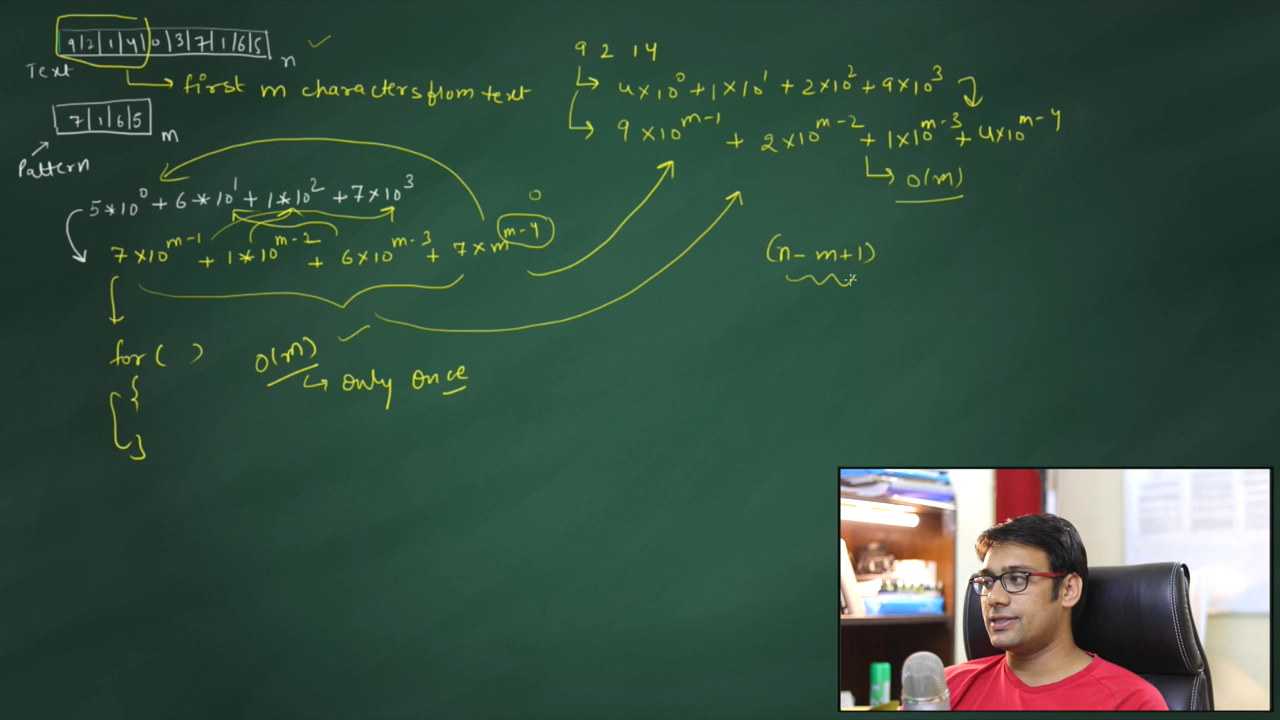 9|2|1|4|0|3|7|1|6|5 n ✓
Text
first m characters from text
7|1|6|5 m
Pattern
5*10⁰ + 6*10¹ + 1*10² + 7×10³
0
7×10^{m-1} + 1*10^{m-2} + 6×10^{m-3} + 7×m^{m-4}
for ( ) O(m) ✓
{ only once
}
9 2 14
4×10⁰ + 1×10¹ + 2×10² + 9×10³
9×10^{m-1} + 2×10^{m-2} + 1×10^{m-3} + 4×10^{m-4}
O(m)
(n-m+1)